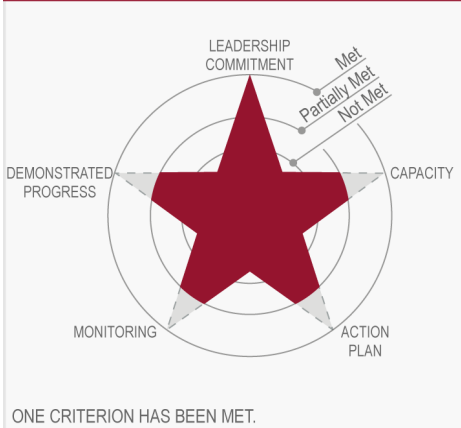 LEADERSHIP
COMMITMENT
Met
Partially Met
Not Met
DEMONSTRATED
PROGRESS
CAPACITY
MONITORING
ACTION
PLAN
ONE CRITERION HAS BEEN MET.